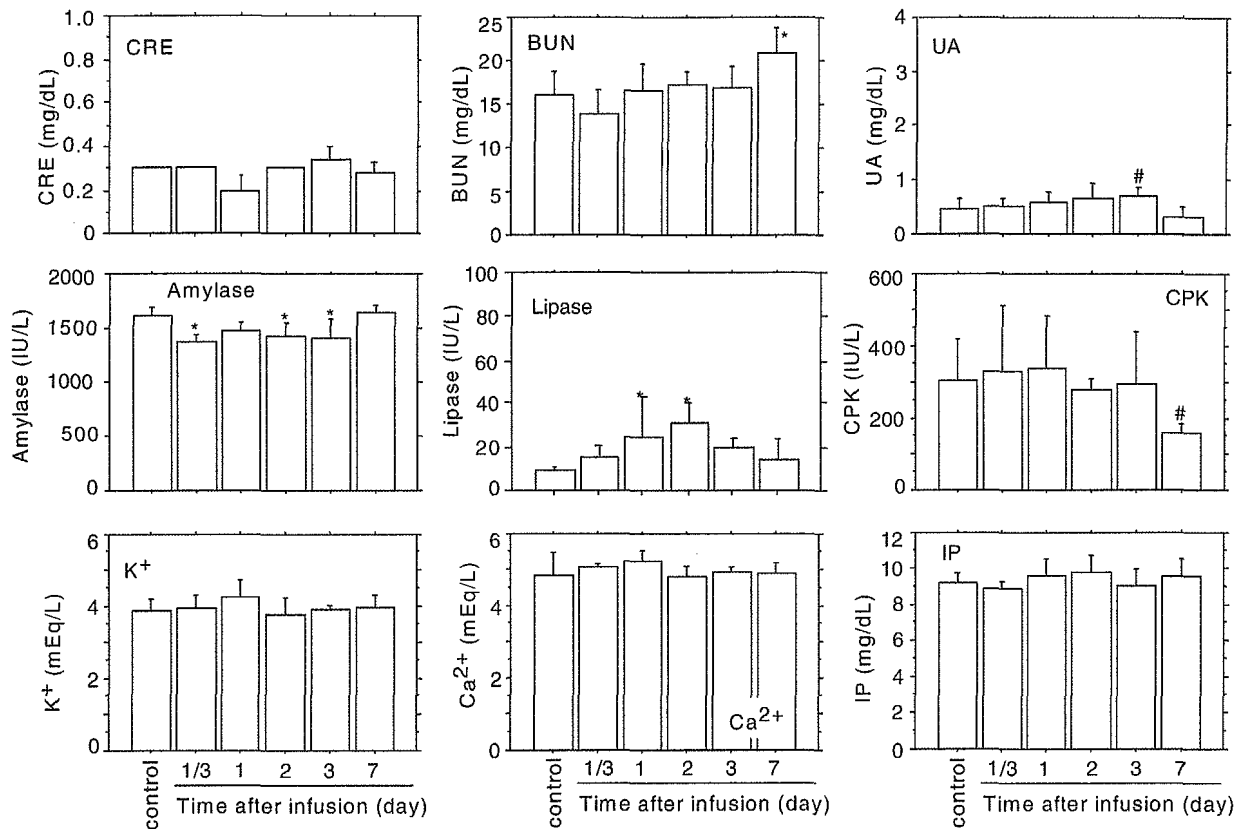 1.0
0.8
0.6
0.4
0.2
0
CRE (mg/dL)
CRE
25
20
15
10
5
0
BUN (mg/dL)
BUN
*
4
3
2
1
0
UA (mg/dL)
UA
#
2000
1500
1000
500
0
Amylase (IU/L)
Amylase
* * *
100
80
60
40
20
0
Lipase (IU/L)
Lipase
* *
600
400
200
0
CPK (IU/L)
CPK
#
6
4
2
0
K+ (mEq/L)
K+
6
4
2
0
Ca2+ (mEq/L)
Ca2+
12
10
8
6
4
2
0
IP (mg/dL)
IP
control 1/3 1 2 3 7
Time after infusion (day)
control 1/3 1 2 3 7
Time after infusion (day)
control 1/3 1 2 3 7
Time after infusion (day)